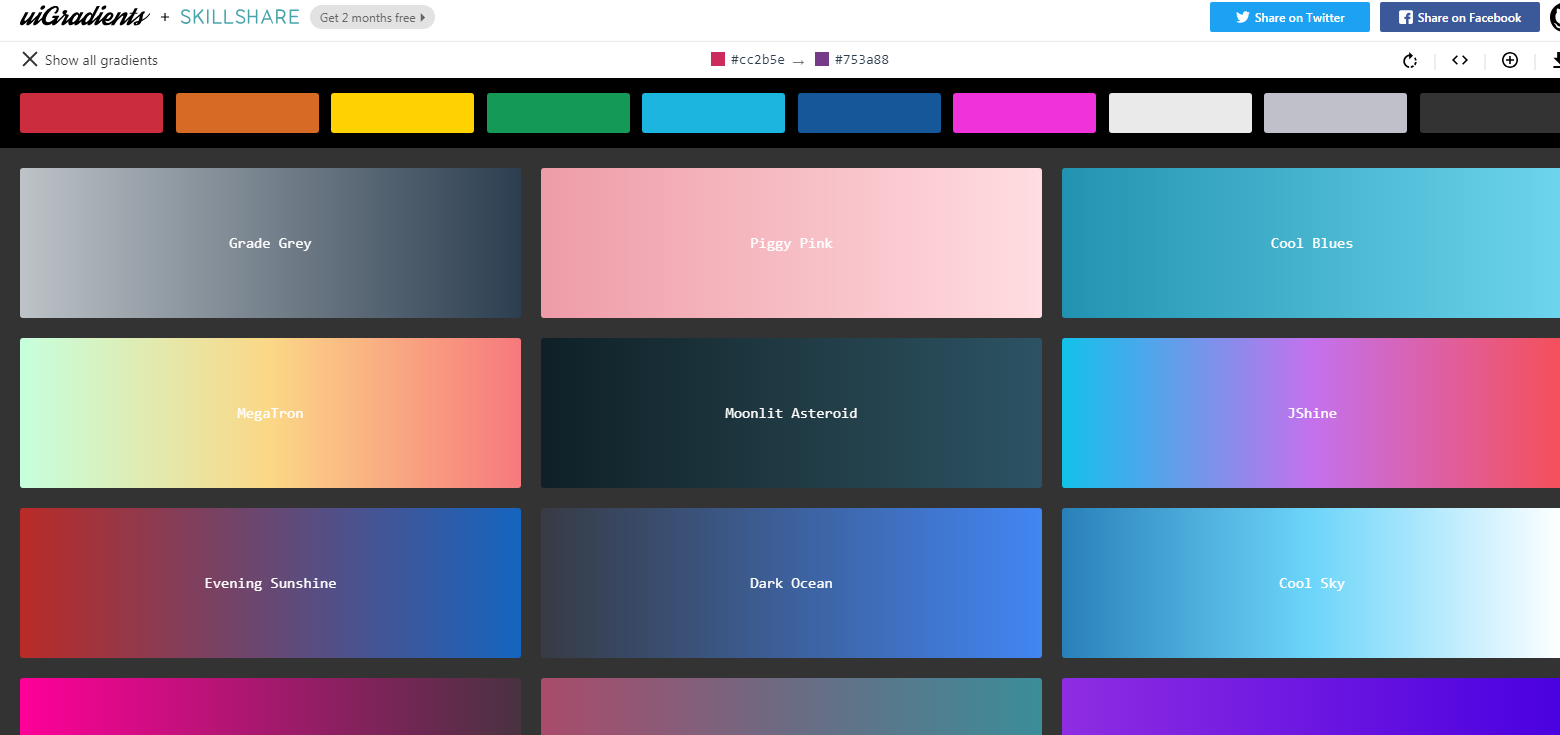 uiGradients + SKILLSHARE Get 2 months free Share on Twitter Share on Facebook
Show all gradients #cc2b5e → #753a88
Grade Grey Piggy Pink Cool Blues
MegaTron Moonlit Asteroid JShine
Evening Sunshine Dark Ocean Cool Sky